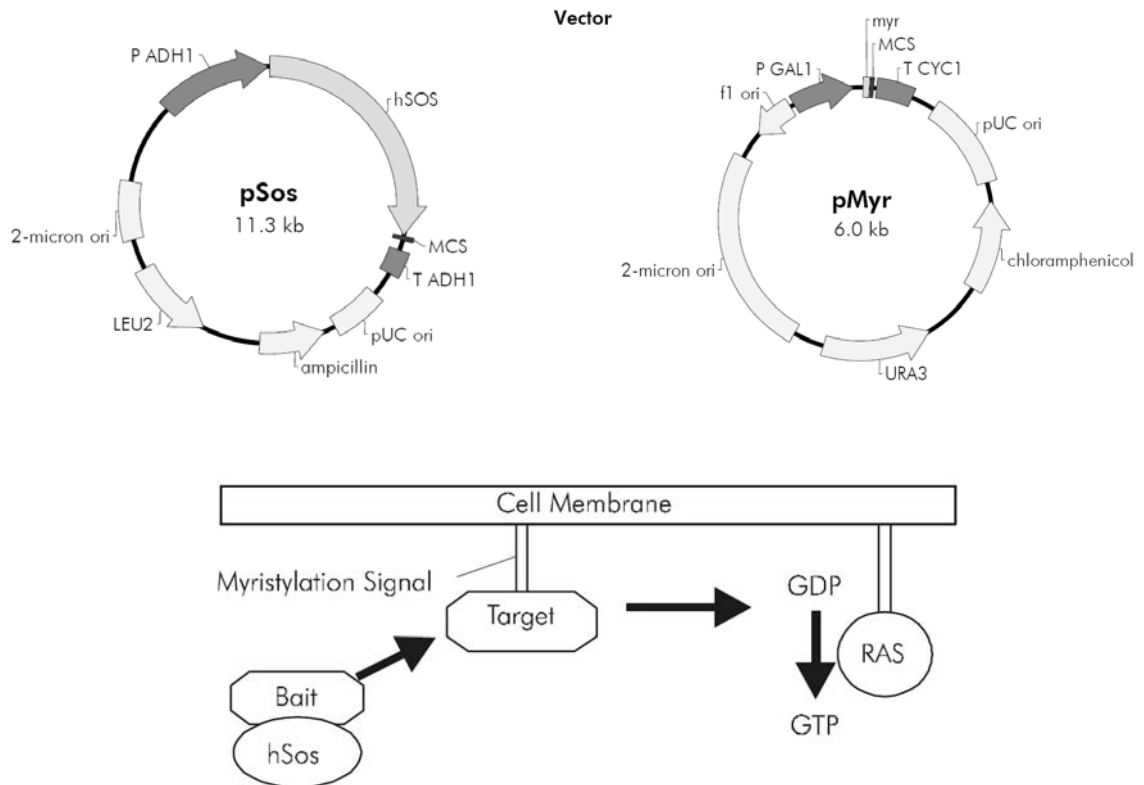 Vector
P ADH1
hSOS
pSos
11.3 kb
2-micron ori
MCS
T ADH1
LEU2
pUC ori
ampicillin
myr
MCS
P GAL1
T CYC1
f1 ori
pUC ori
pMyr
6.0 kb
2-micron ori
chloramphenicol
URA3
Cell Membrane
Myristylation Signal
Target
GDP
RAS
Bait
GTP
hSos